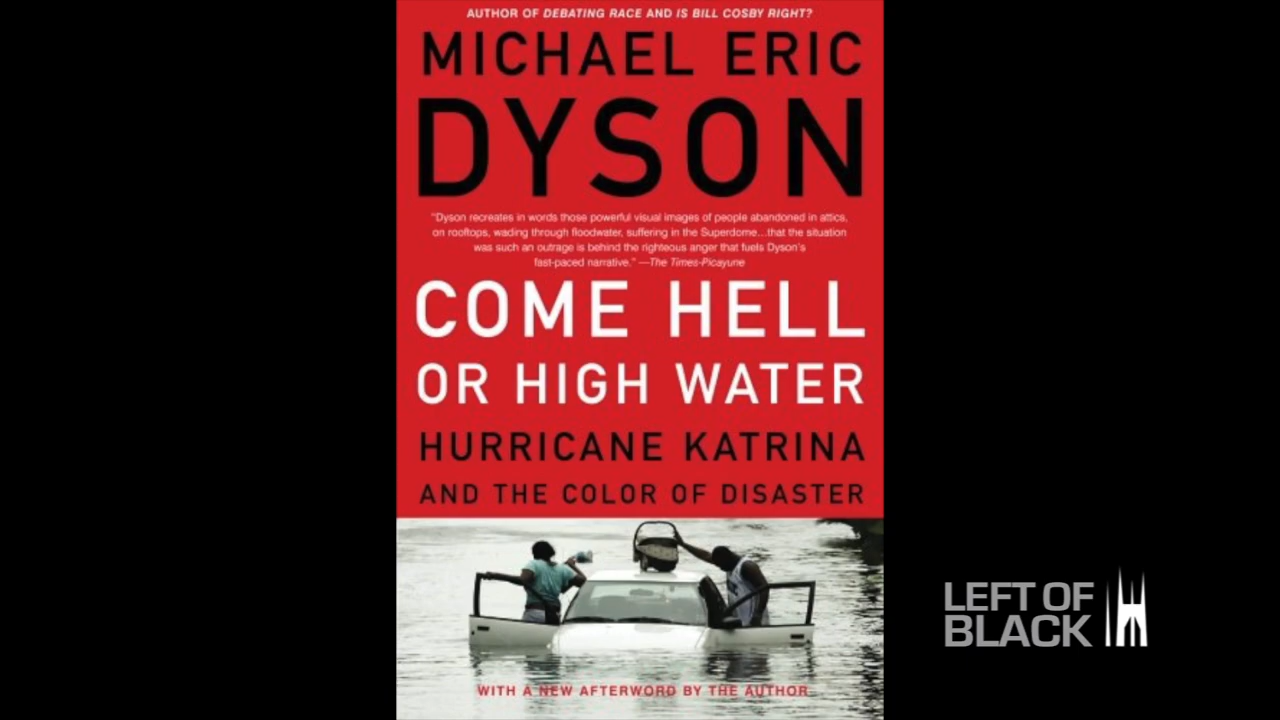 AUTHOR OF DEBATING RACE AND IS BILL COSBY RIGHT?
MICHAEL ERIC
DYSON
"Dyson recreates in words those powerful visual images of people abandoned in attics,
on rooftops, wading through floodwater, suffering in the Superdome...that the situation
was such an outrage is behind the righteous anger that fuels Dyson's
fast-paced narrative." —The Times-Picayune
COME HELL
OR HIGH WATER
HURRICANE KATRINA
AND THE COLOR OF DISASTER
WITH A NEW AFTERWORD BY THE AUTHOR
LEFT OF
BLACK